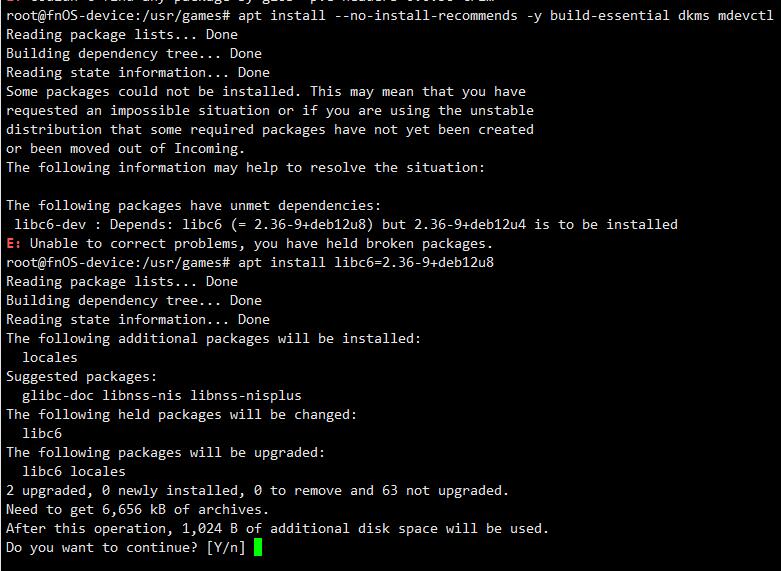 root@fnOS-device:/usr/games# apt install --no-install-recommends -y build-essential dkms mdevctl
Reading package lists... Done
Building dependency tree... Done
Reading state information... Done
Some packages could not be installed. This may mean that you have
requested an impossible situation or if you are using the unstable
distribution that some required packages have not yet been created
or been moved out of Incoming.
The following information may help to resolve the situation:

The following packages have unmet dependencies:
 libc6-dev : Depends: libc6 (= 2.36-9+deb12u8) but 2.36-9+deb12u4 is to be installed
E: Unable to correct problems, you have held broken packages.
root@fnOS-device:/usr/games# apt install libc6=2.36-9+deb12u8
Reading package lists... Done
Building dependency tree... Done
Reading state information... Done
The following additional packages will be installed:
  locales
Suggested packages:
  glibc-doc libnss-nis libnss-nisplus
The following held packages will be changed:
  libc6
The following packages will be upgraded:
  libc6 locales
2 upgraded, 0 newly installed, 0 to remove and 63 not upgraded.
Need to get 6,656 kB of archives.
After this operation, 1,024 B of additional disk space will be used.
Do you want to continue? [Y/n]